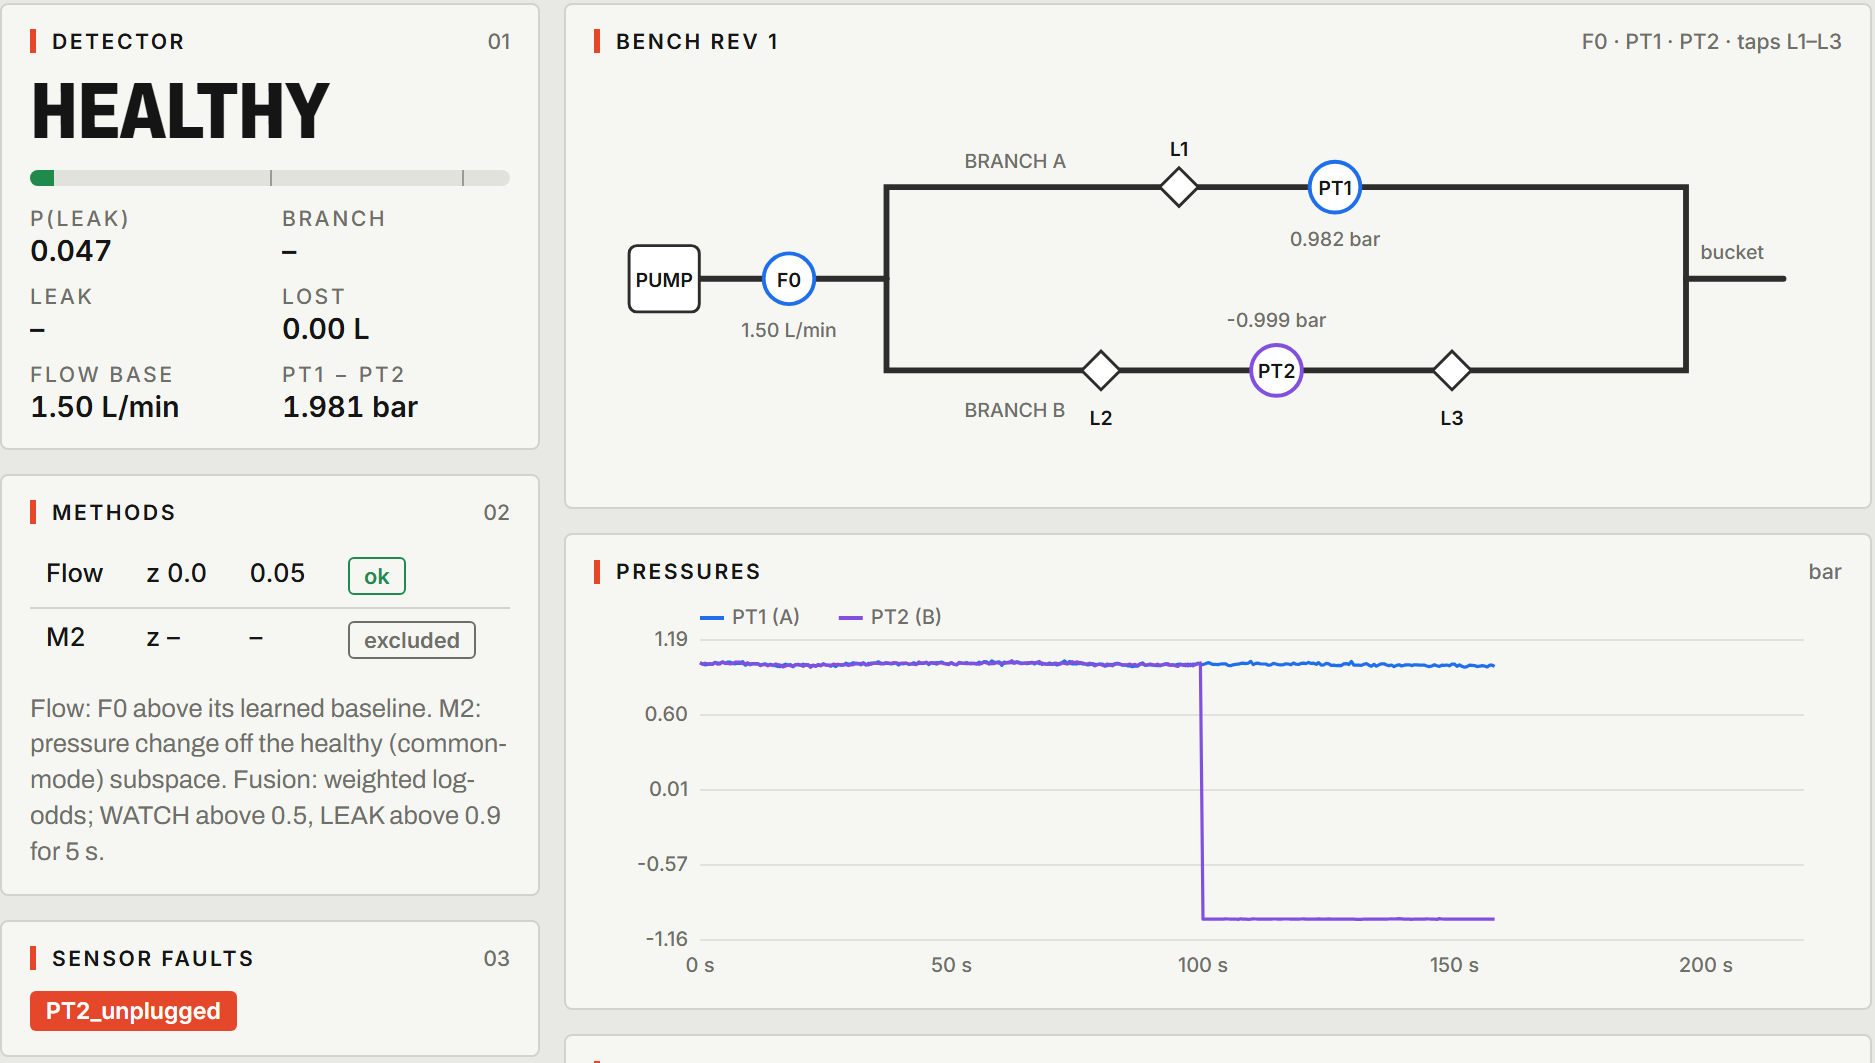 DETECTOR 01
HEALTHY
P(LEAK) BRANCH
0.047 –
LEAK LOST
– 0.00 L
FLOW BASE PT1 – PT2
1.50 L/min 1.981 bar
METHODS 02
Flow z 0.0 0.05 ok
M2 z – – excluded
Flow: F0 above its learned baseline. M2:
pressure change off the healthy (common-
mode) subspace. Fusion: weighted log-
odds; WATCH above 0.5, LEAK above 0.9
for 5 s.
SENSOR FAULTS 03
PT2_unplugged
BENCH REV 1 F0 · PT1 · PT2 · taps L1–L3
L1
BRANCH A
PT1
0.982 bar
bucket
PUMP F0
1.50 L/min
-0.999 bar
PT2
BRANCH B L2 L3
PRESSURES bar
PT1 (A) PT2 (B)
1.19
0.60
0.01
-0.57
-1.16
0 s 50 s 100 s 150 s 200 s